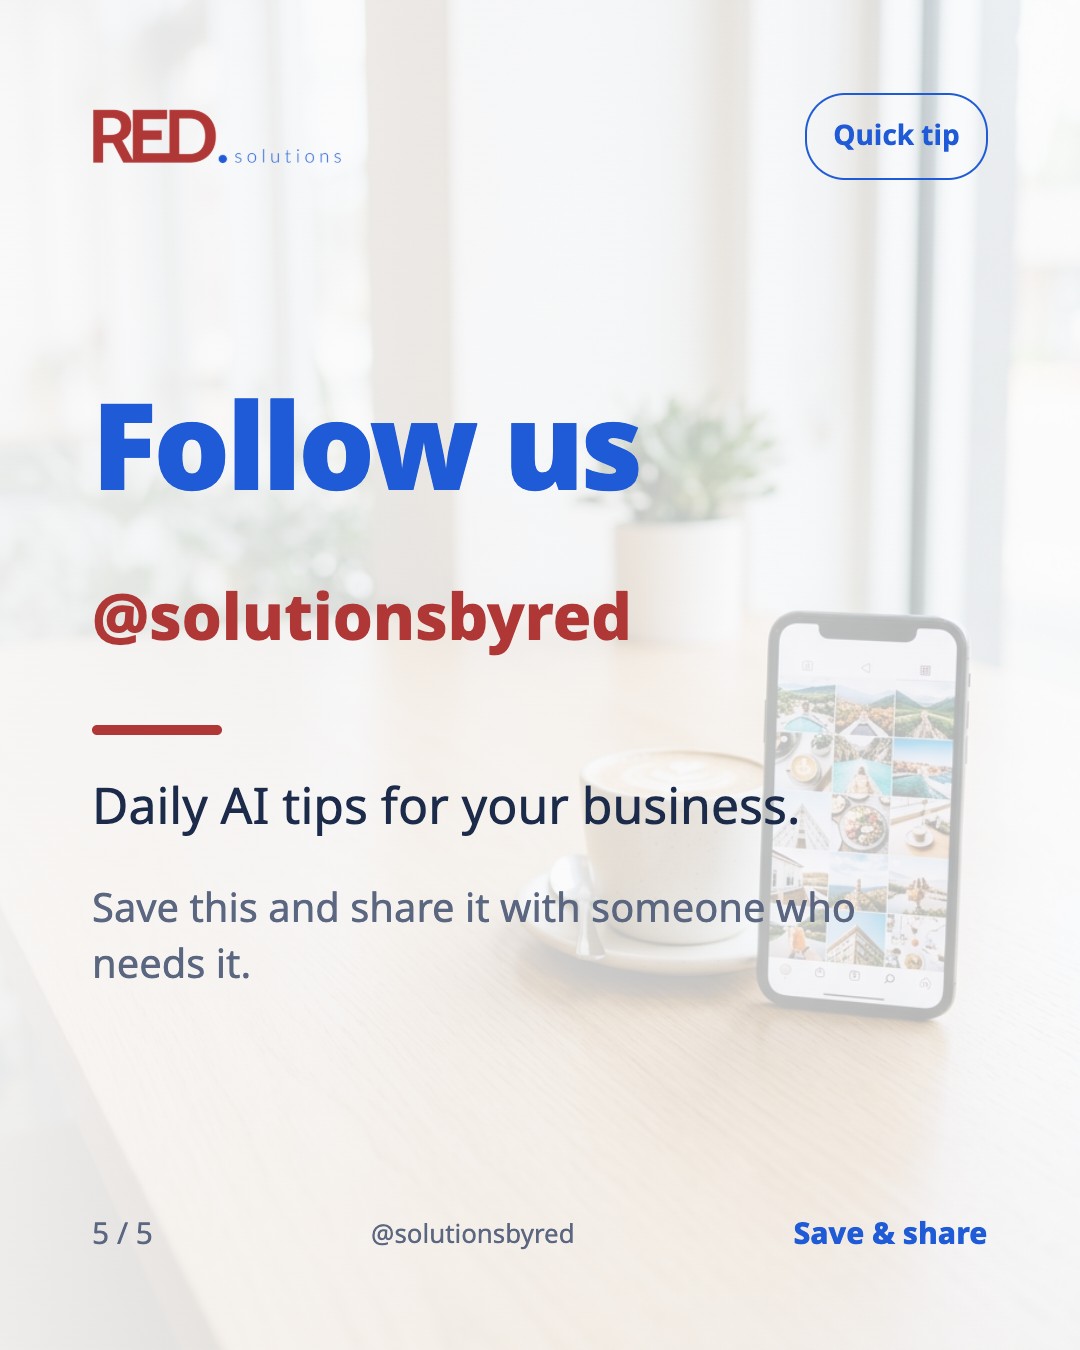 RED.solutions
Quick tip
Follow us
@solutionsbyred
Daily AI tips for your business.
Save this and share it with someone who
needs it.
5 / 5
@solutionsbyred
Save & share